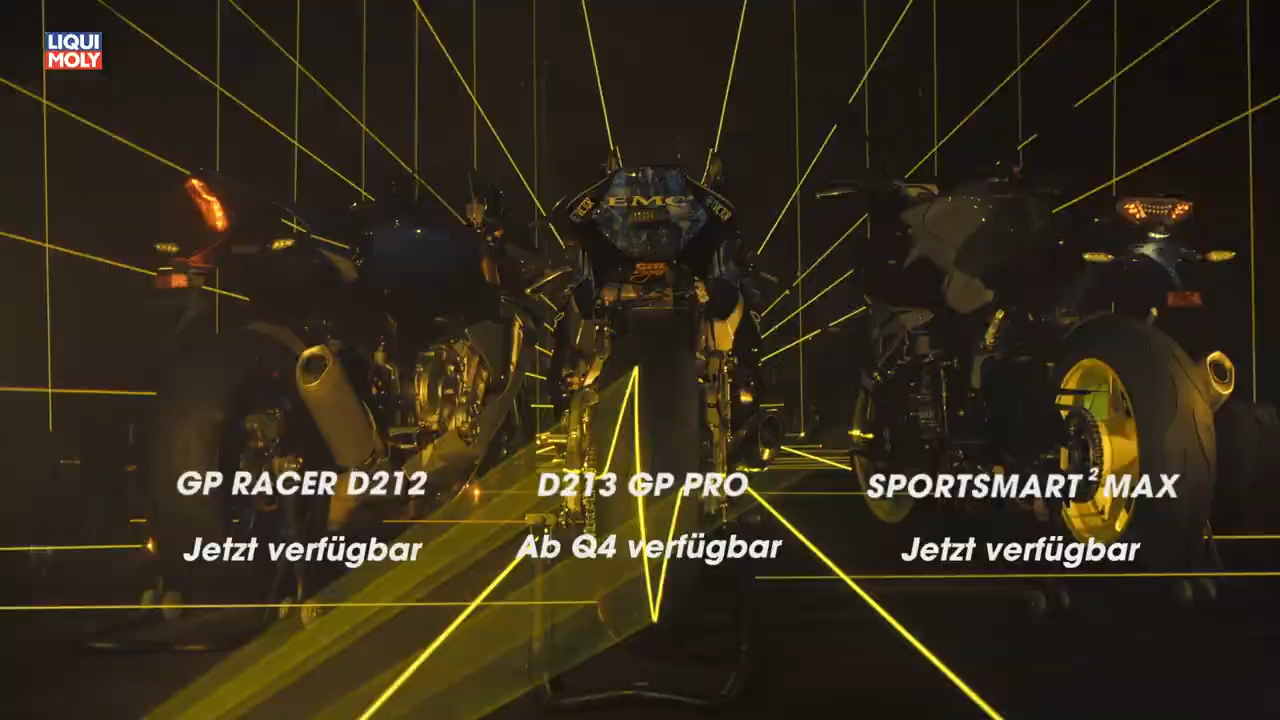 LIQUI
MOLY
EMC
GP RACER D212
D213 GP PRO
SPORTSMART² MAX
Jetzt verfügbar
Ab Q4 verfügbar
Jetzt verfügbar